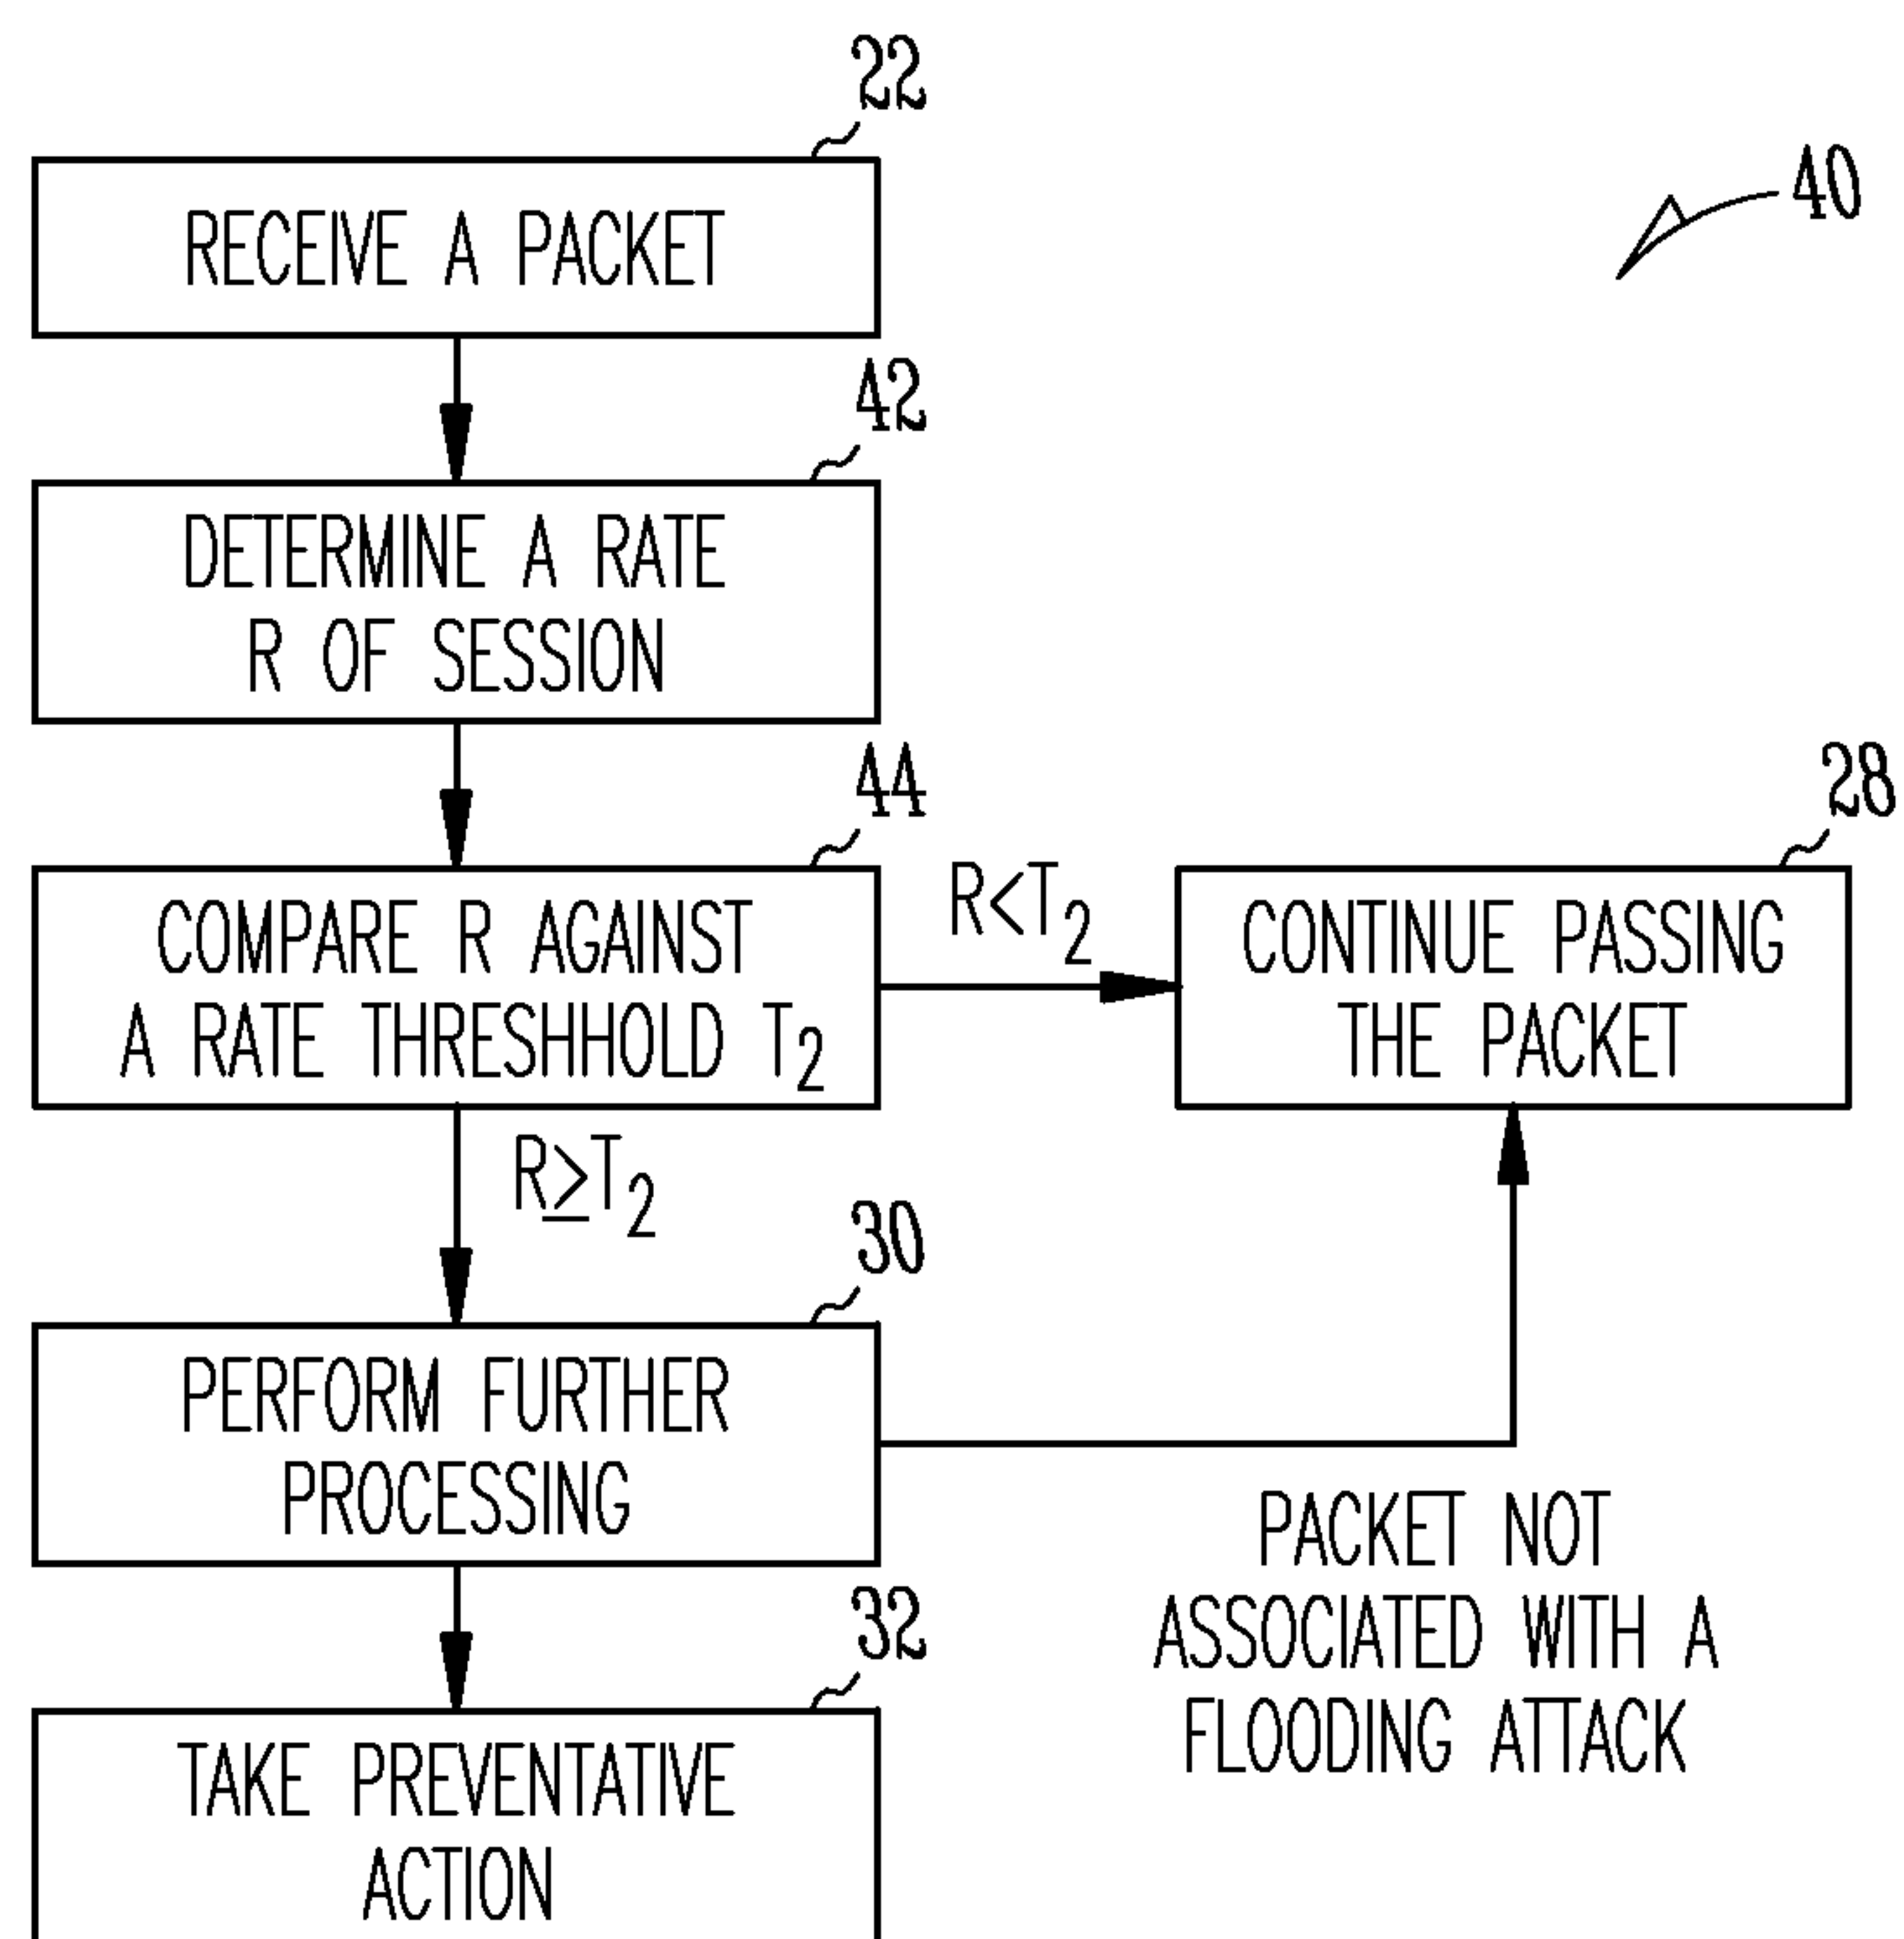 22
RECEIVE A PACKET
40
42
DETERMINE A RATE
R OF SESSION
44
COMPARE R AGAINST
A RATE THRESHHOLD T2
R<T2
28
CONTINUE PASSING
THE PACKET
R≥T2
30
PERFORM FURTHER
PROCESSING
PACKET NOT
ASSOCIATED WITH A
FLOODING ATTACK
32
TAKE PREVENTATIVE
ACTION